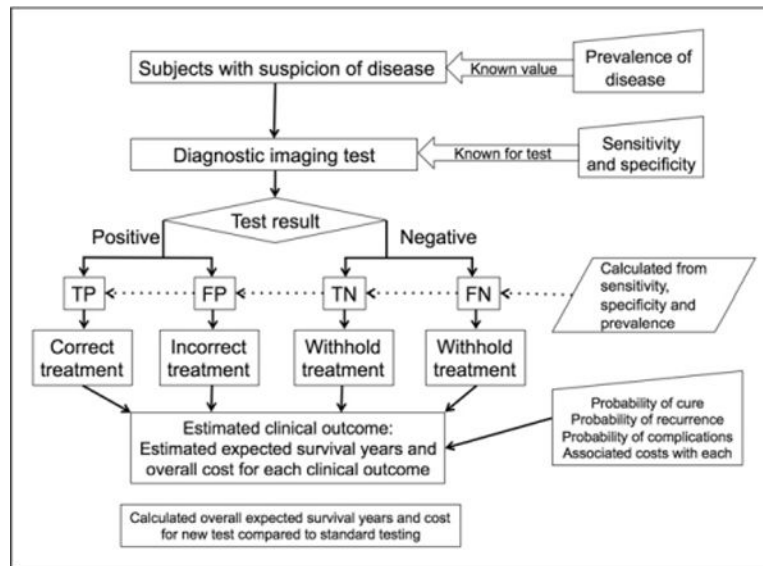 Subjects with suspicion of disease
Known value
Prevalence of
disease
Diagnostic imaging test
Known for test
Sensitivity
and specificity
Test result
Positive
Negative
TP
FP
TN
FN
Calculated from
sensitivity,
specificity and
prevalence
Correct
treatment
Incorrect
treatment
Withhold
treatment
Withhold
treatment
Estimated clinical outcome:
Estimated expected survival years and
overall cost for each clinical outcome
Probability of cure
Probability of recurrence
Probability of complications
Associated costs with each
Calculated overall expected survival years and cost
for new test compared to standard testing